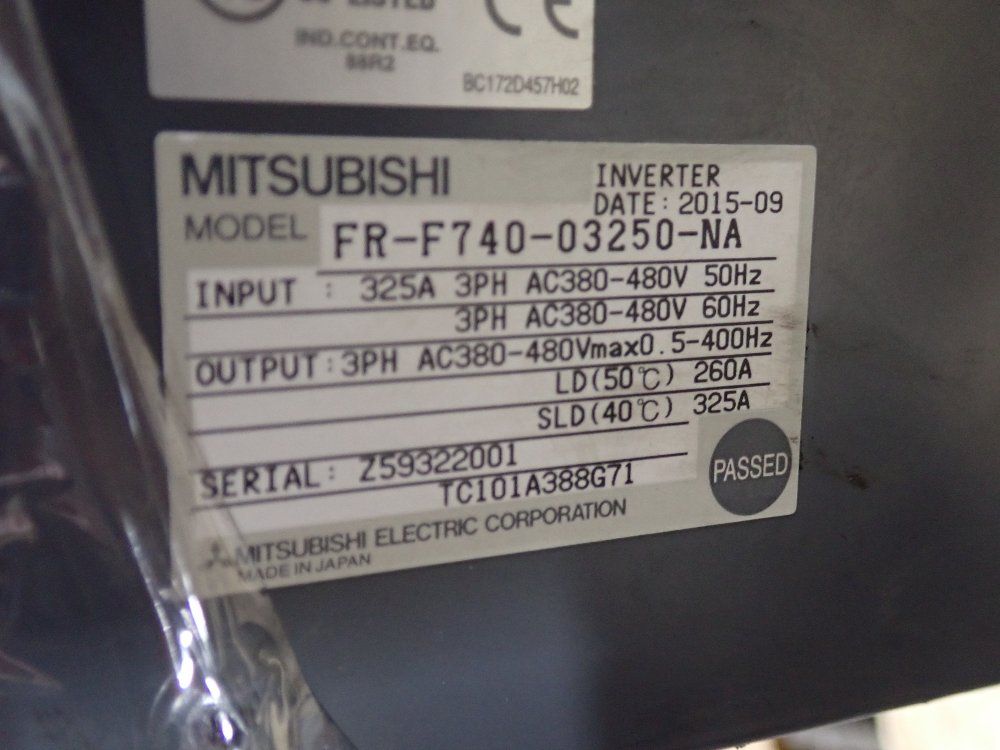 LISTED
IND.CONT.EQ.
88R2
CE
BC172D457H02
MITSUBISHI
INVERTER
DATE: 2015-09
MODEL FR-F740-03250-NA
INPUT : 325A 3PH AC380-480V 50Hz
3PH AC380-480V 60Hz
OUTPUT:3PH AC380-480Vmax0.5-400Hz
LD(50℃) 260A
SLD(40℃) 325A
SERIAL: Z59322001
TC101A388G71
PASSED
MITSUBISHI ELECTRIC CORPORATION
MADE IN JAPAN